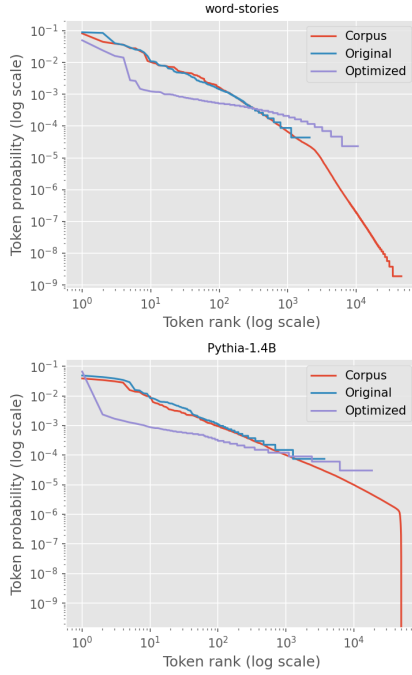 word-stories
Token probability (log scale)
10⁻¹
10⁻²
10⁻³
10⁻⁴
10⁻⁵
10⁻⁶
10⁻⁷
10⁻⁸
10⁻⁹
Corpus
Original
Optimized
10⁰ 10¹ 10² 10³ 10⁴
Token rank (log scale)
Pythia-1.4B
Token probability (log scale)
10⁻¹
10⁻²
10⁻³
10⁻⁴
10⁻⁵
10⁻⁶
10⁻⁷
10⁻⁸
10⁻⁹
Corpus
Original
Optimized
10⁰ 10¹ 10² 10³ 10⁴
Token rank (log scale)